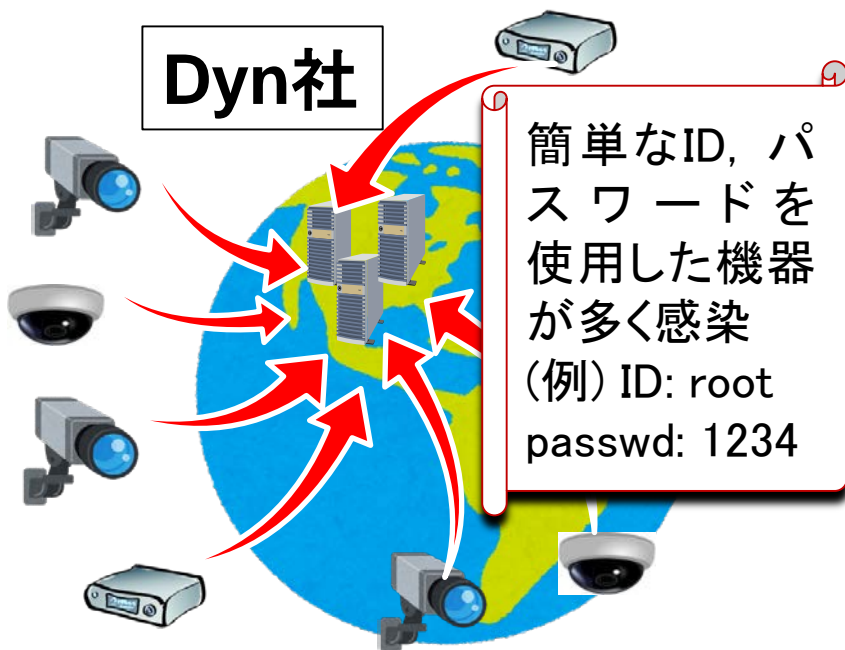 Dyn社
簡単なID, パ
スワードを
使用した機器
が多く感染
(例) ID: root
passwd: 1234